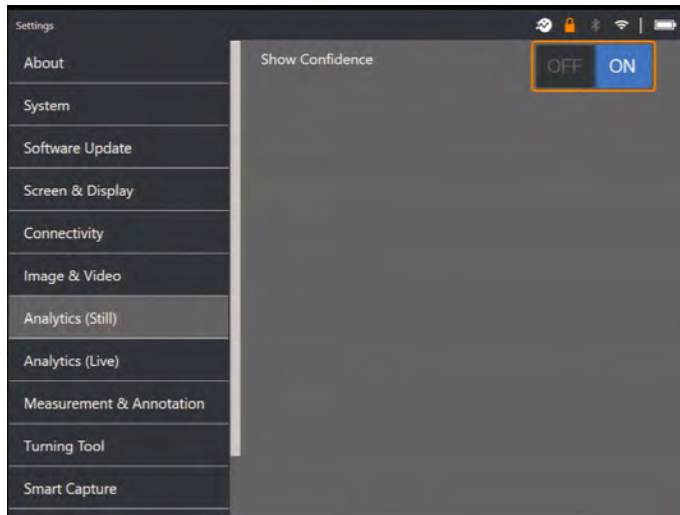 Settings
About
System
Software Update
Screen & Display
Connectivity
Image & Video
Analytics (Still)
Analytics (Live)
Measurement & Annotation
Turning Tool
Smart Capture
Show Confidence
OFF ON